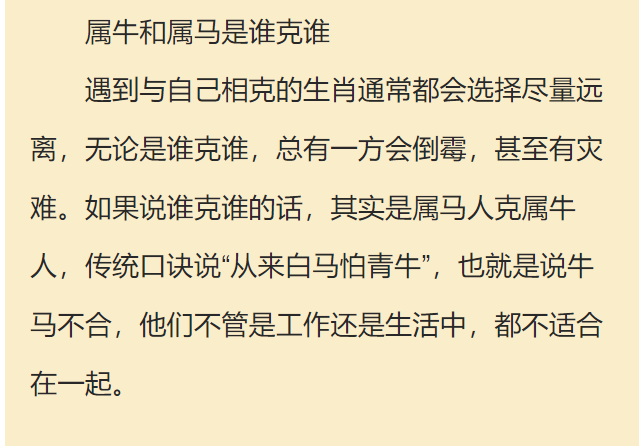 属牛和属马是谁克谁
遇到与自己相克的生肖通常都会选择尽量远
离，无论是谁克谁，总有一方会倒霉，甚至有灾
难。如果说谁克谁的话，其实是属马人克属牛
人，传统口诀说“从来白马怕青牛”，也就是说牛
马不合，他们不管是工作还是生活中，都不适合
在一起。